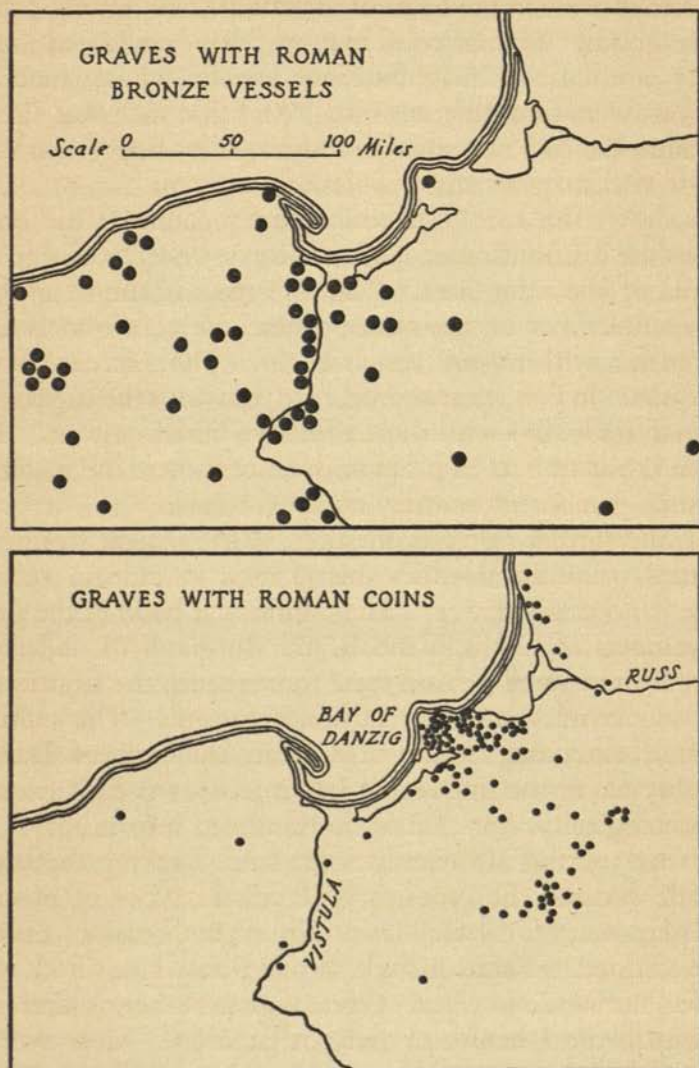 GRAVES WITH ROMAN
BRONZE VESSELS
Scale 0 50 100 Miles
GRAVES WITH ROMAN COINS
RUSS
BAY OF
DANZIG
VISTULA